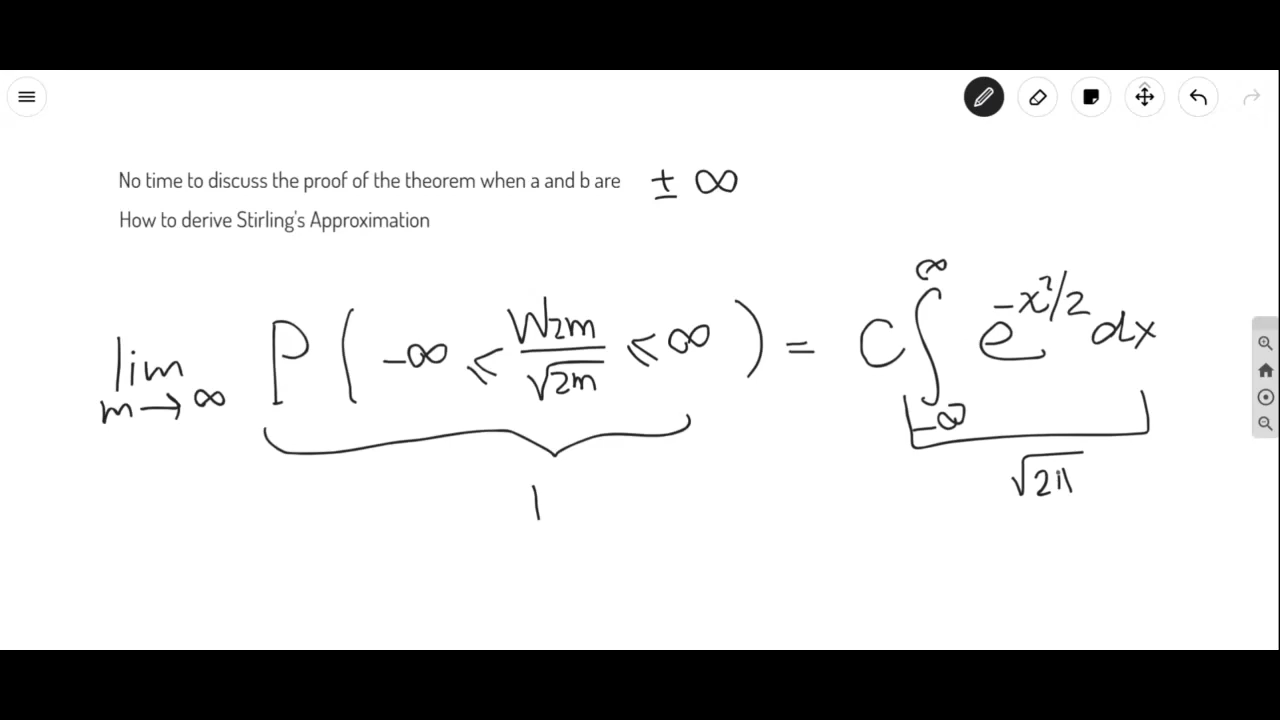 No time to discuss the proof of the theorem when a and b are ± ∞
How to derive Stirling's Approximation
lim m→∞ P( -∞ ≤ W2m/√2m ≤ ∞ ) = C ∫_{-∞}^{∞} e^{-x²/2} dx
1
√2π